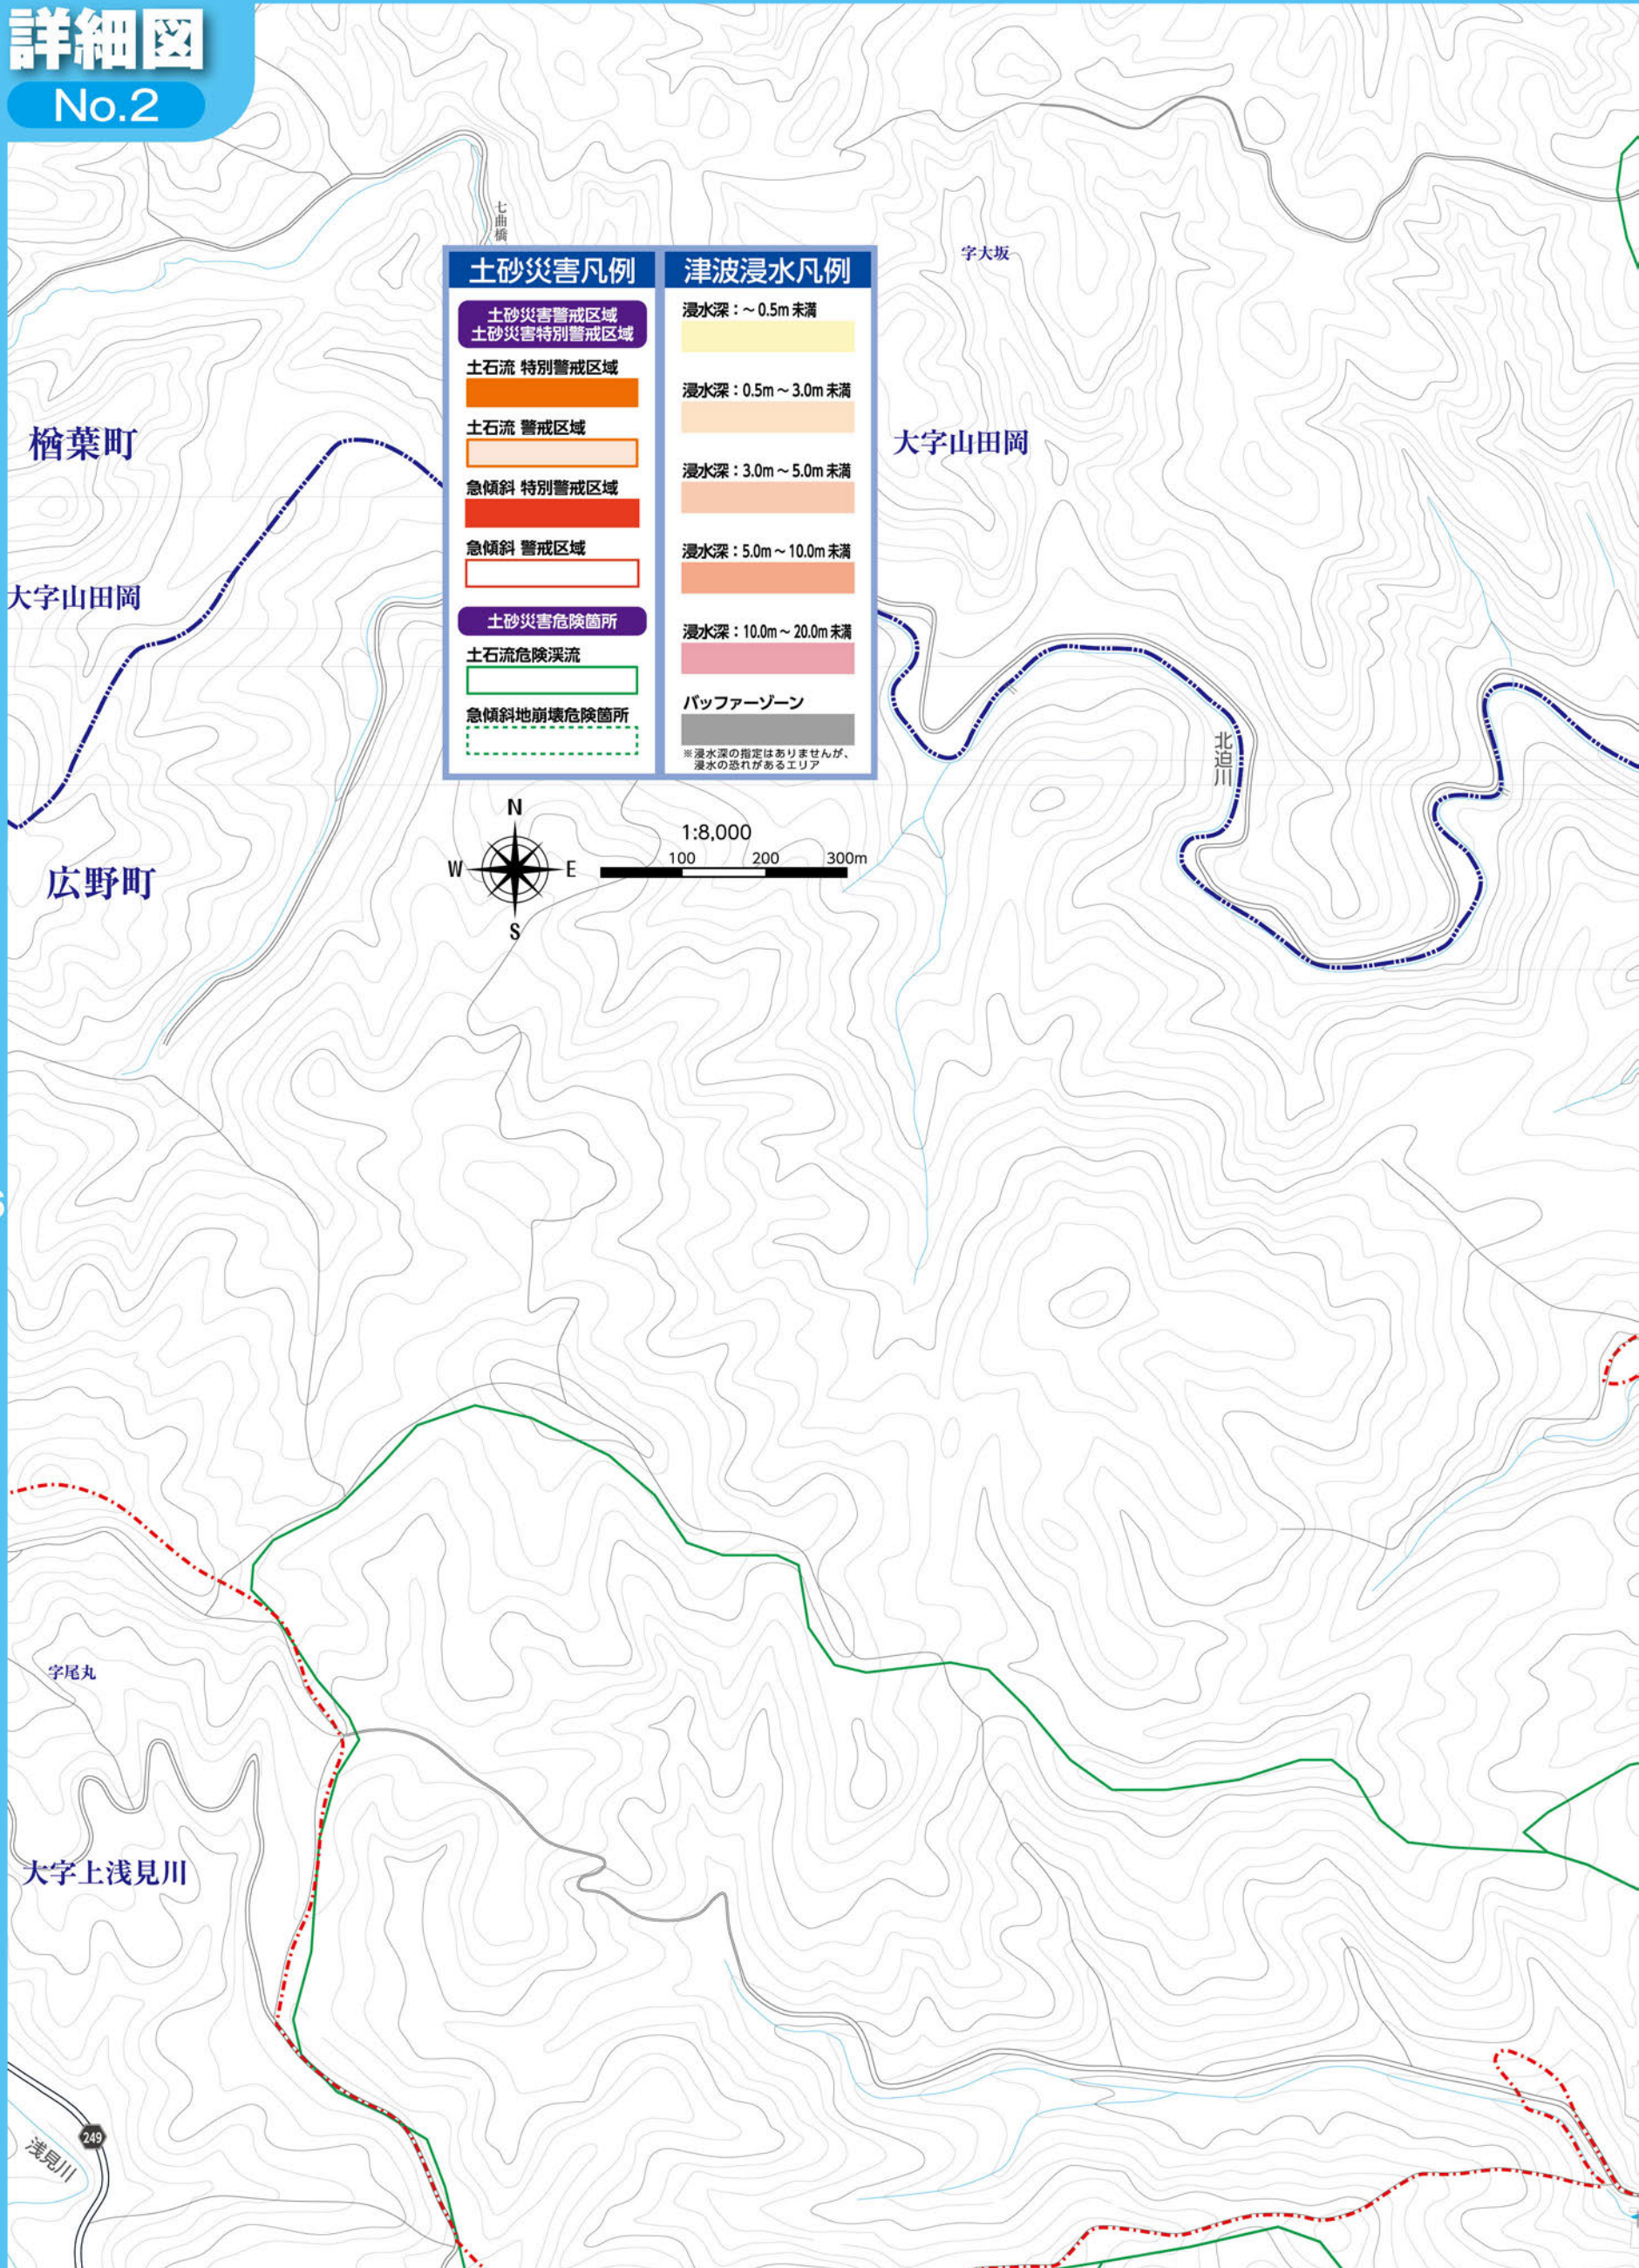 詳細図
No.2
七曲橋
字大坂
土砂災害凡例
土砂災害警戒区域
土砂災害特別警戒区域
土石流 特別警戒区域
土石流 警戒区域
急傾斜 特別警戒区域
急傾斜 警戒区域
土砂災害危険箇所
土石流危険渓流
急傾斜地崩壊危険箇所
津波浸水凡例
浸水深：～0.5m未満
浸水深：0.5m～3.0m未満
浸水深：3.0m～5.0m未満
浸水深：5.0m～10.0m未満
浸水深：10.0m～20.0m未満
バッファーゾーン
※浸水深の指定はありませんが、
浸水の恐れがあるエリア
楢葉町
大字山田岡
大字山田岡
北迫川
広野町
N
W
E
S
1:8,000
100 200 300m
字尾丸
大字上浅見川
249
浅見川